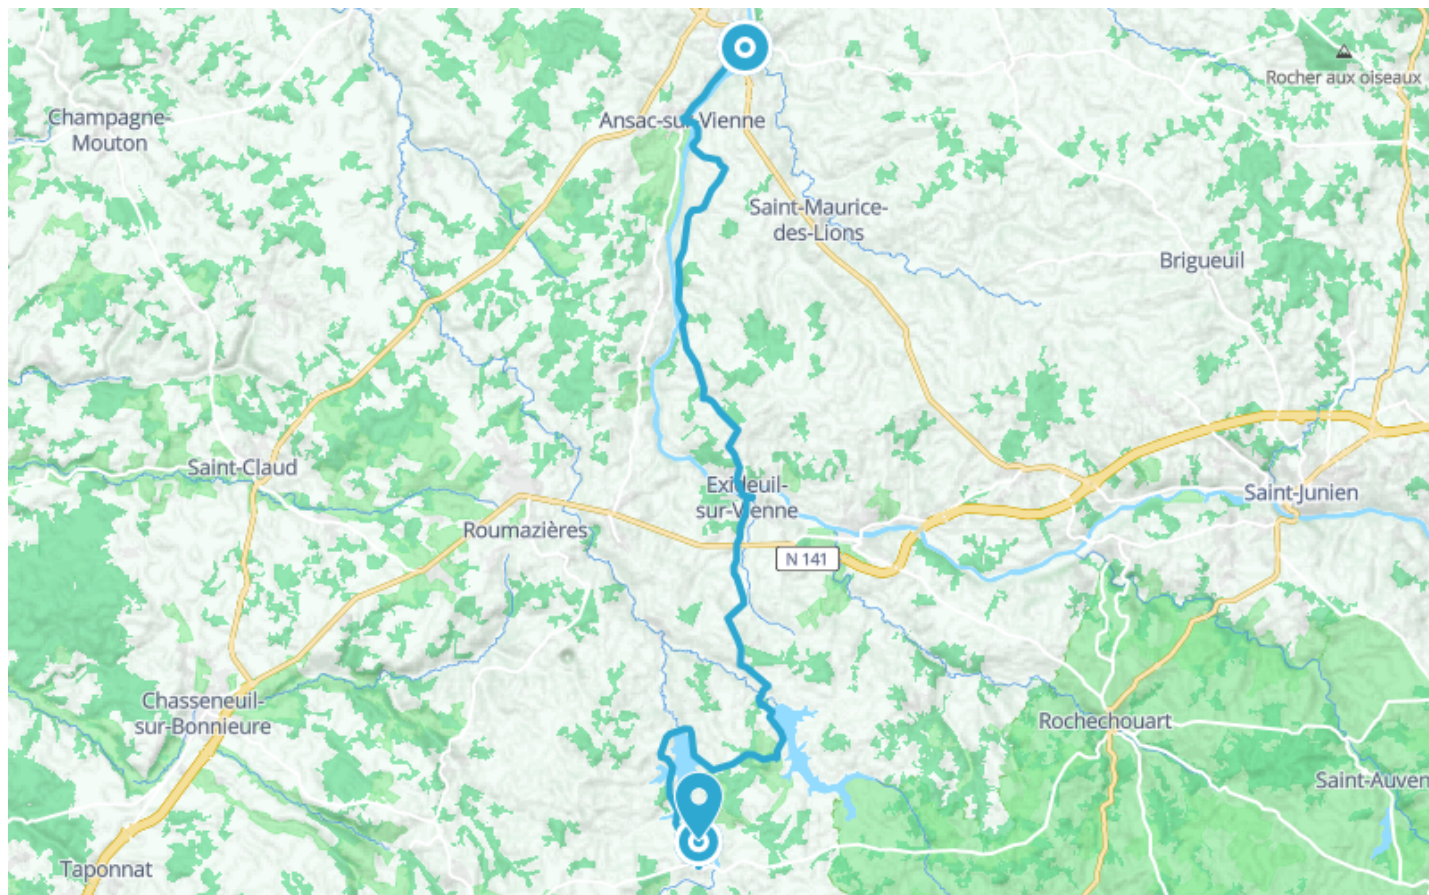 Rocher aux oiseaux
Champagne-
Mouton
Ansac-sur-Vienne
Saint-Maurice-
des-Lions
Brigueuil
Saint-Claud
Exideuil-
sur-Vienne
Saint-Junien
Roumazières
N 141
Chasseneuil-
sur-Bonnieure
Rochechouart
Saint-Auven
Taponnat